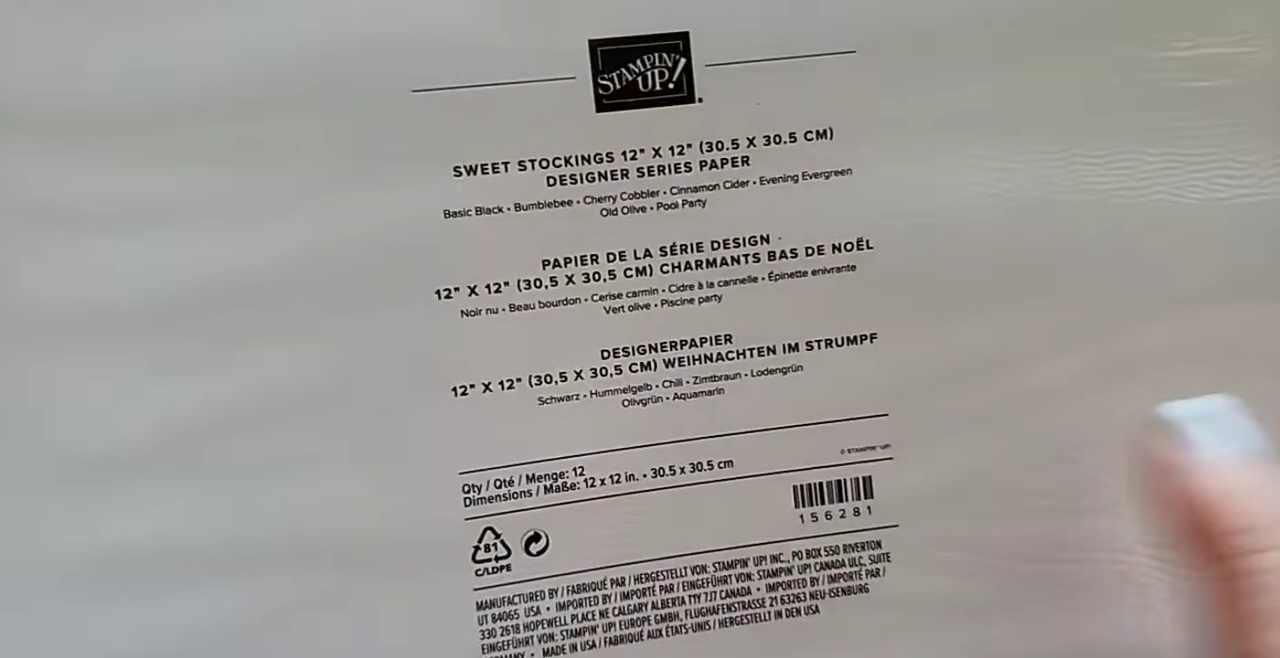 STAMPIN' UP!
SWEET STOCKINGS 12" X 12" (30.5 X 30.5 CM)
DESIGNER SERIES PAPER
Basic Black • Bumblebee • Cherry Cobbler • Cinnamon Cider • Evening Evergreen
Old Olive • Pool Party
PAPIER DE LA SÉRIE DESIGN
12" X 12" (30,5 X 30,5 CM) CHARMANTS BAS DE NOËL
Noir nu • Beau bourdon • Cerise carmin • Cidre à la cannelle • Épinette enivrante
Vert olive • Piscine party
DESIGNERPAPIER
12" X 12" (30,5 X 30,5 CM) WEIHNACHTEN IM STRUMPF
Schwarz • Hummelgelb • Chili • Zimtbraun • Lodengrün
Olivgrün • Aquamarin
© STAMPIN' UP!
Qty / Qté / Menge: 12
Dimensions / Maße: 12 x 12 in. • 30.5 x 30.5 cm
156281
81
C/LDPE
MANUFACTURED BY / FABRIQUÉ PAR / HERGESTELLT VON: STAMPIN' UP! INC., PO BOX 550 RIVERTON
UT 84065 USA • IMPORTED BY / IMPORTÉ PAR / EINGEFÜHRT VON: STAMPIN' UP! CANADA ULC, SUITE
330 2618 HOPEWELL PLACE NE CALGARY ALBERTA T1Y 7J7 CANADA • IMPORTED BY / IMPORTÉ PAR /
EINGEFÜHRT VON: STAMPIN' UP! EUROPE GMBH, FLUGHAFENSTRASSE 21 63263 NEU-ISENBURG
GERMANY • MADE IN USA / FABRIQUÉ AUX ÉTATS-UNIS / HERGESTELLT IN DEN USA